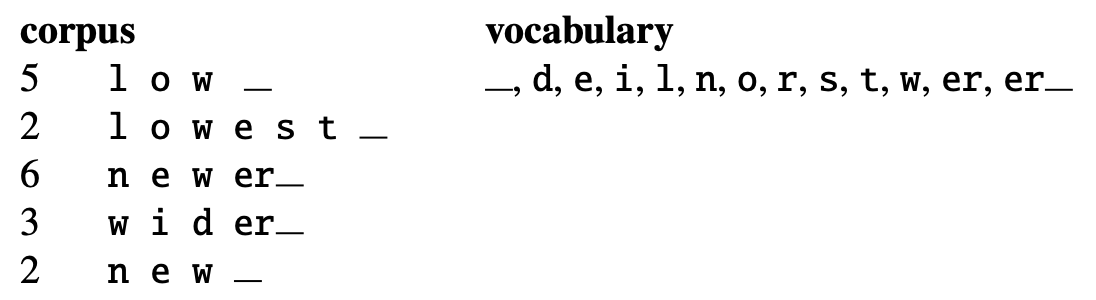 corpus vocabulary
5 l o w _ _, d, e, i, l, n, o, r, s, t, w, er, er_
2 l o w e s t _
6 n e w er_
3 w i d er_
2 n e w _